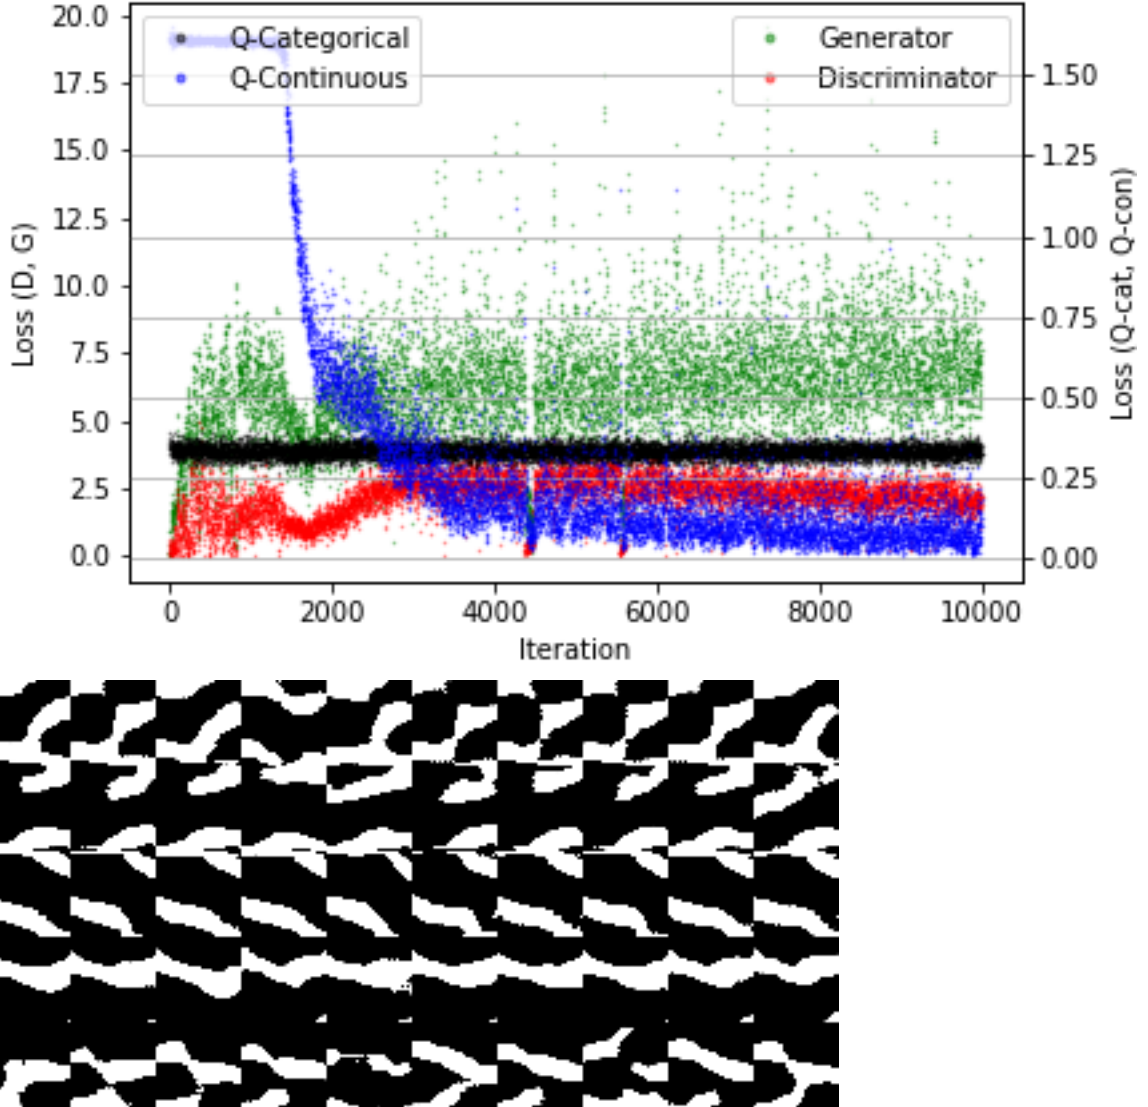 Q-Categorical
Q-Continuous
Generator
Discriminator
20.0
17.5
15.0
12.5
10.0
7.5
5.0
2.5
0.0
Loss (D, G)
1.50
1.25
1.00
0.75
0.50
0.25
0.00
Loss (Q-cat, Q-con)
0 2000 4000 6000 8000 10000
Iteration